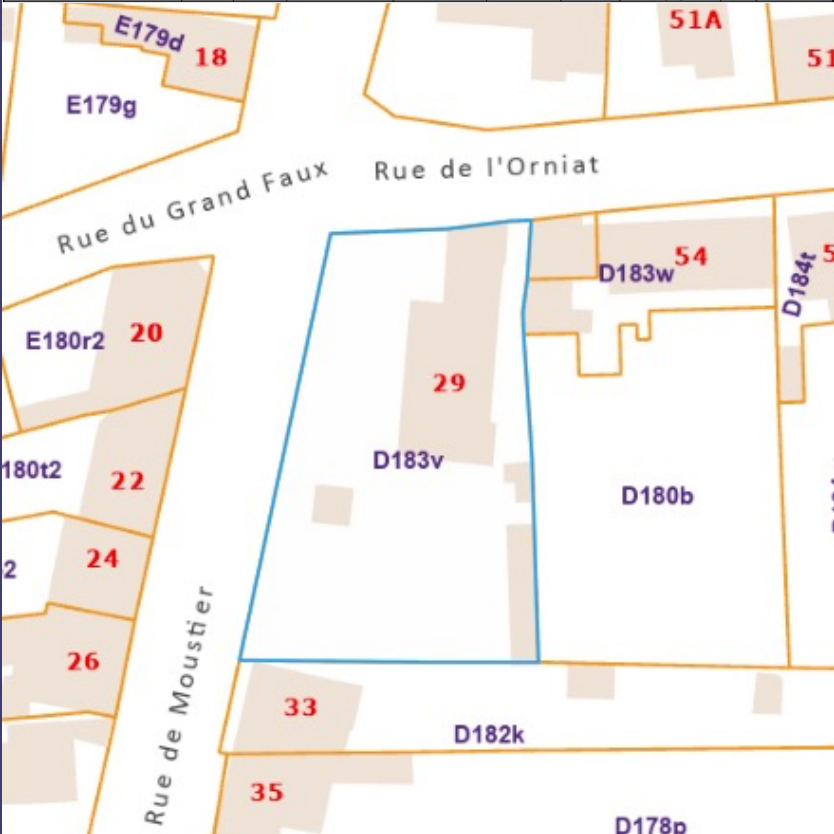 51A
E179d
18
51
E179g
Rue du Grand Faux
Rue de l'Orniat
54
D183w
D184t
20
E180r2
29
D183v
180t2
22
D180b
24
26
33
D182k
Rue de Moustier
35
D178p